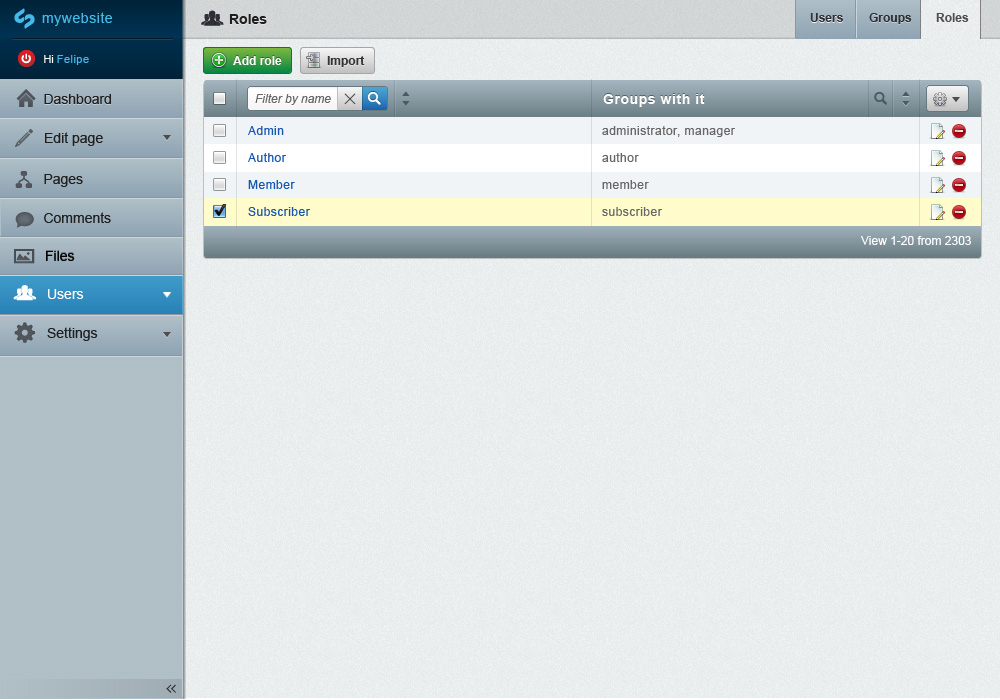 mywebsite
Hi Felipe
Dashboard
Edit page
Pages
Comments
Files
Users
Settings
Roles
Users
Groups
Roles
Add role
Import
Filter by name
Groups with it
Admin
administrator, manager
Author
author
Member
member
Subscriber
subscriber
View 1-20 from 2303